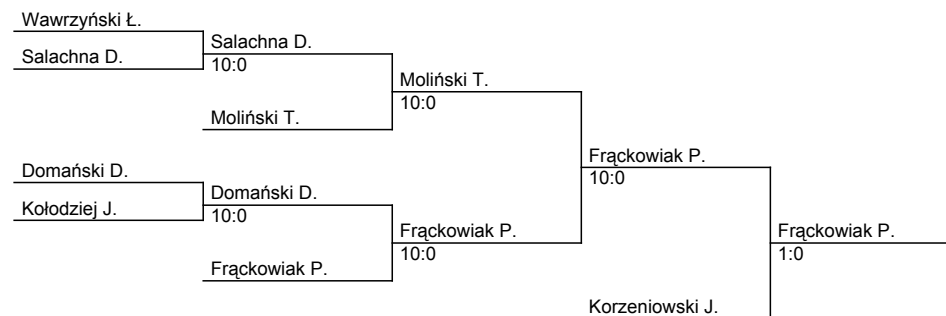 Wawrzyński Ł.
Salachna D.
Salachna D.
10:0
Moliński T.
10:0
Moliński T.
Frąckowiak P.
10:0
Domański D.
Domański D.
10:0
Kołodziej J.
Frąckowiak P.
10:0
Frąckowiak P.
1:0
Frąckowiak P.
Korzeniowski J.